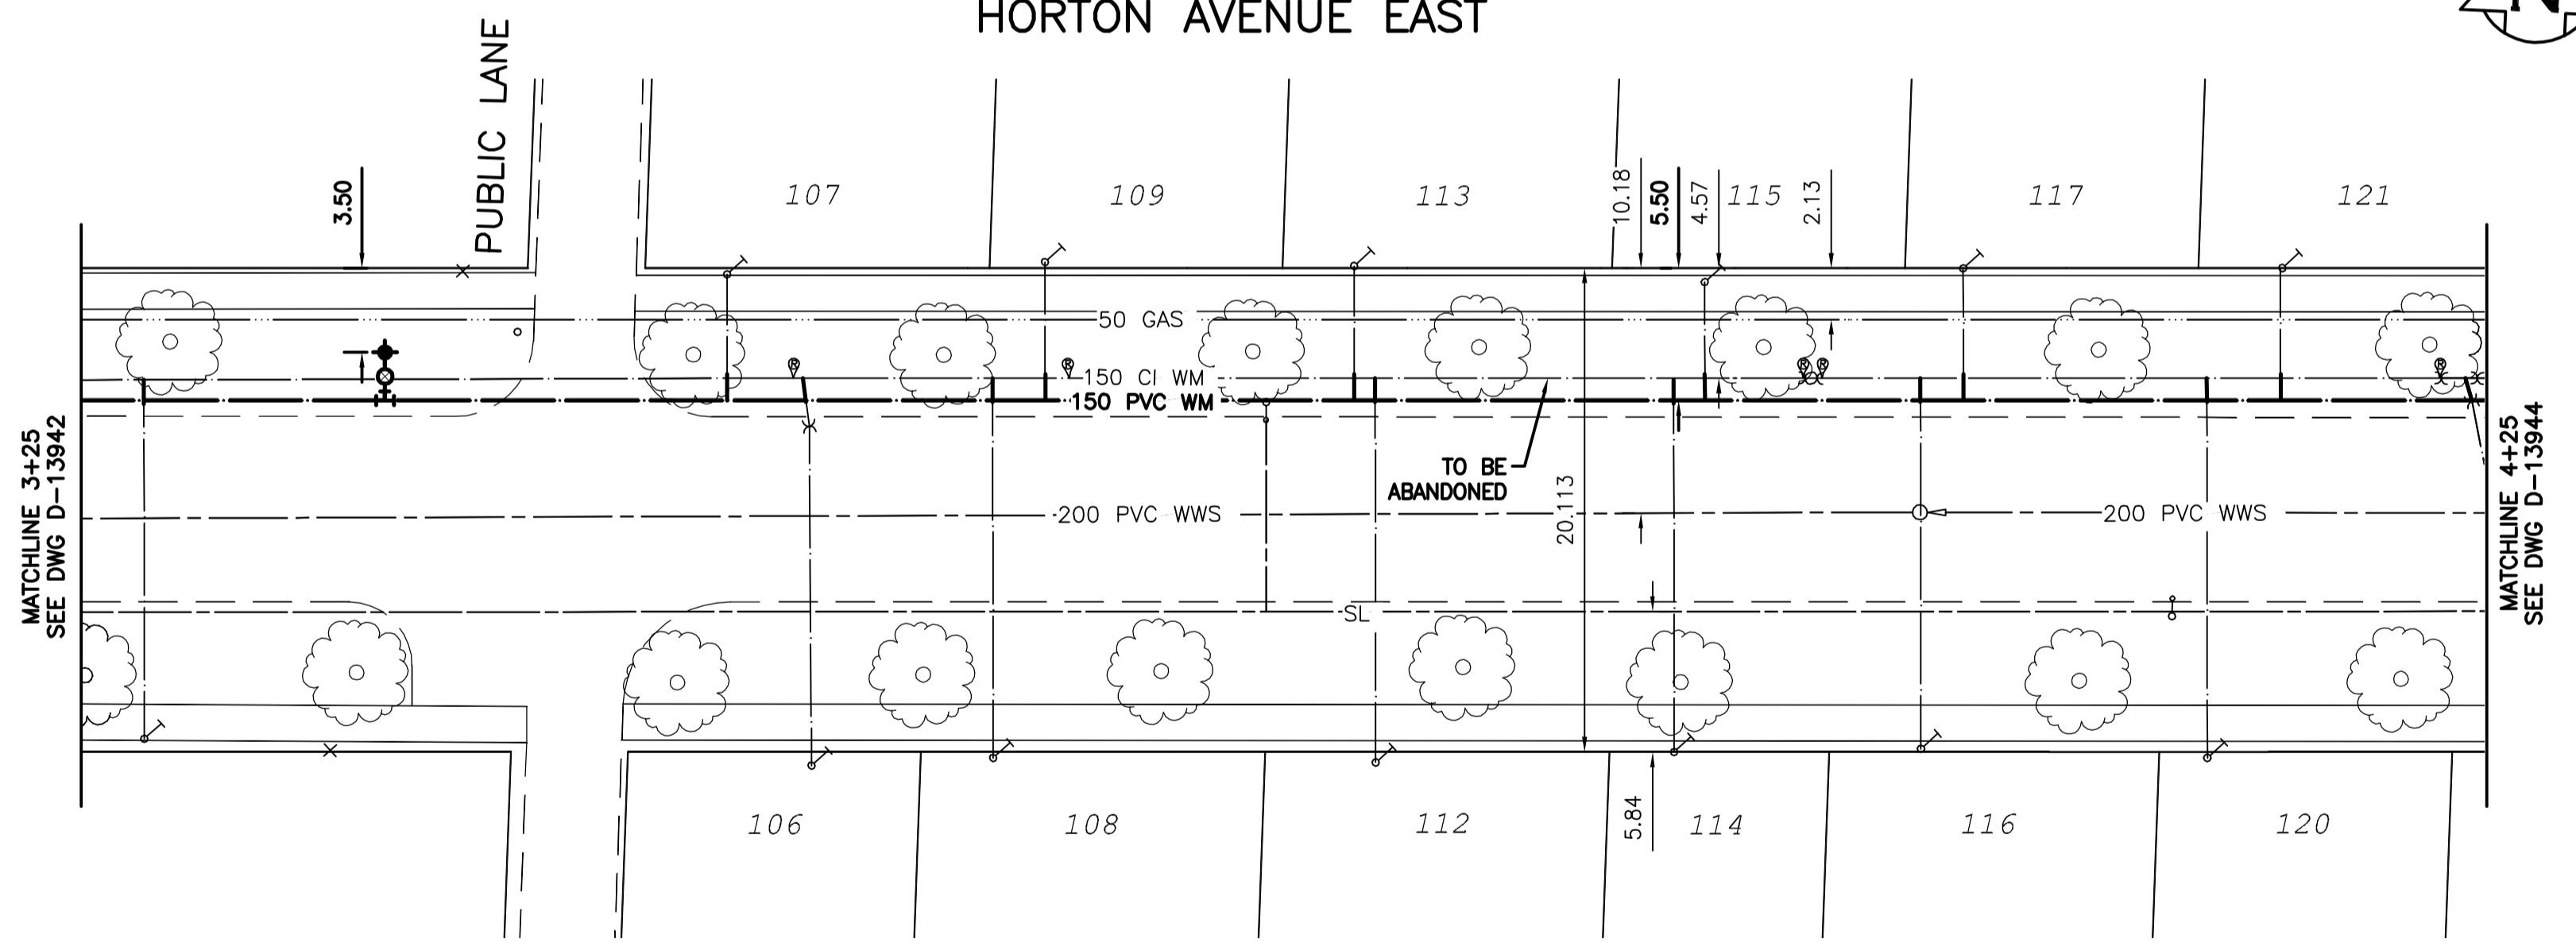 HORTON AVENUE EAST
N
PUBLIC LANE
3.50
107
109
113
10.18
5.50
4.57
115
2.13
117
121
50 GAS
150 CI WM
150 PVC WM
R
R
R
R
R
MATCHLINE 3+25
SEE DWG D-13942
TO BE
ABANDONED
20.113
200 PVC WWS
200 PVC WWS
MATCHLINE 4+25
SEE DWG D-13944
SL
5.84
106
108
112
114
116
120